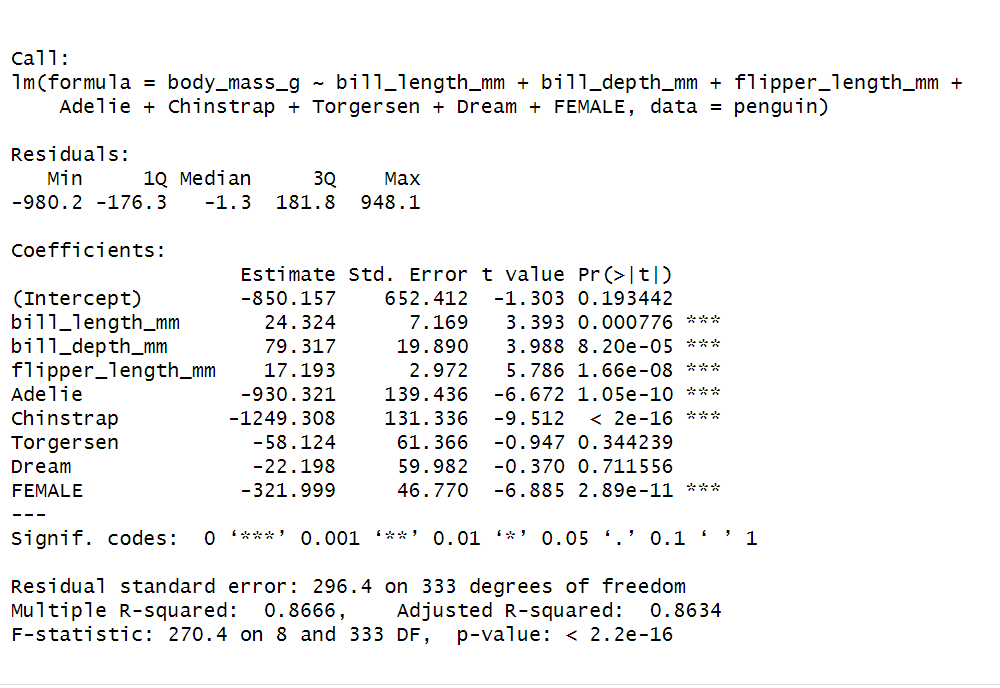 Call:
lm(formula = body_mass_g ~ bill_length_mm + bill_depth_mm + flipper_length_mm +
    Adelie + Chinstrap + Torgersen + Dream + FEMALE, data = penguin)

Residuals:
   Min     1Q Median     3Q    Max
-980.2 -176.3   -1.3  181.8  948.1

Coefficients:
                   Estimate Std. Error t value Pr(>|t|)
(Intercept)        -850.157    652.412  -1.303 0.193442
bill_length_mm       24.324      7.169   3.393 0.000776 ***
bill_depth_mm        79.317     19.890   3.988 8.20e-05 ***
flipper_length_mm    17.193      2.972   5.786 1.66e-08 ***
Adelie             -930.321    139.436  -6.672 1.05e-10 ***
Chinstrap         -1249.308    131.336  -9.512  < 2e-16 ***
Torgersen           -58.124     61.366  -0.947 0.344239
Dream               -22.198     59.982  -0.370 0.711556
FEMALE             -321.999     46.770  -6.885 2.89e-11 ***
---
Signif. codes:  0 ‘***’ 0.001 ‘**’ 0.01 ‘*’ 0.05 ‘.’ 0.1 ‘ ’ 1

Residual standard error: 296.4 on 333 degrees of freedom
Multiple R-squared:  0.8666,    Adjusted R-squared:  0.8634
F-statistic: 270.4 on 8 and 333 DF,  p-value: < 2.2e-16